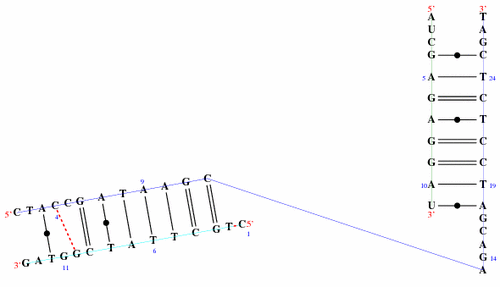 5' 3'
A T
U A
C G
G C
5 A T 24
G C
A T
G C
G C
10 A T 19
U A
3' G
C
A
G
A 14
5' C T A C C G A T A A G C
4 9
3' G A T G G C T A T T C G T C 5'
11 6 1